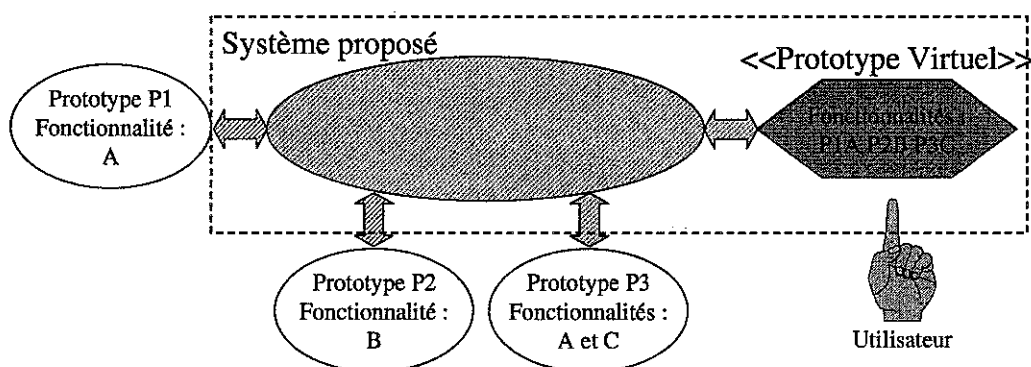 Système proposé
<<Prototype Virtuel>>
Prototype P1
Fonctionnalité :
A
Fonctionnalités :
P1A P2B P3C
Prototype P2
Fonctionnalité :
B
Prototype P3
Fonctionnalités :
A et C
Utilisateur